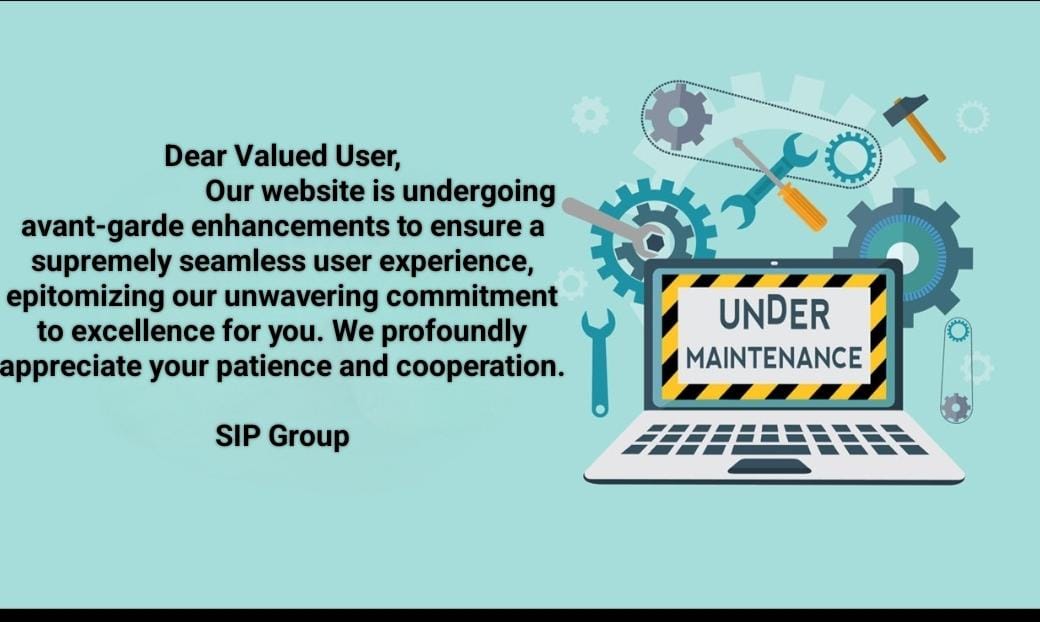 Dear Valued User,
Our website is undergoing
avant-garde enhancements to ensure a
supremely seamless user experience,
epitomizing our unwavering commitment
to excellence for you. We profoundly
appreciate your patience and cooperation.
SIP Group
UNDER
MAINTENANCE